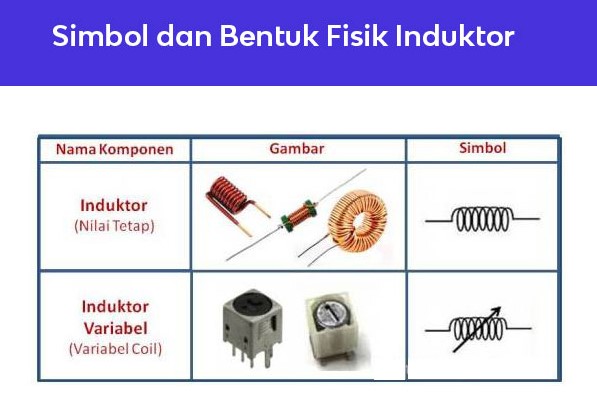 Simbol dan Bentuk Fisik Induktor
Nama Komponen
Gambar
Simbol
Induktor
(Nilai Tetap)
Induktor
Variabel
(Variabel Coil)